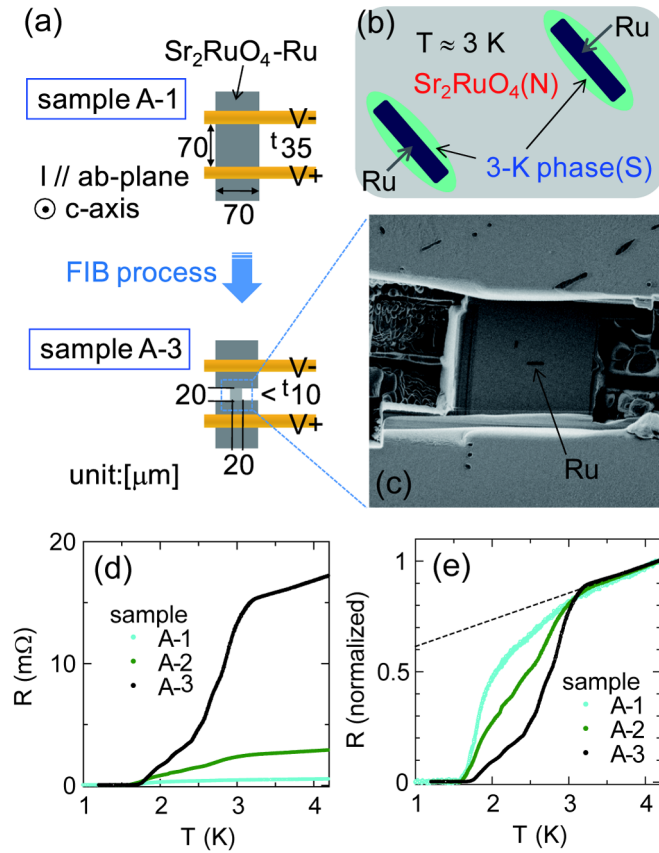 (a)
Sr2RuO4-Ru
sample A-1
V-
70
t35
I // ab-plane
V+
⊙ c-axis
70
FIB process
sample A-3
V-
20
< t10
V+
20
unit:[μm]
(b)
T ≈ 3 K
Ru
Sr2RuO4(N)
3-K phase(S)
Ru
Ru
(c)
20
(d)
sample
A-1
A-2
A-3
R (mΩ)
10
0
1
2
3
4
T (K)
1
(e)
R (normalized)
0.5
sample
A-1
A-2
A-3
0
1
2
3
4
T (K)